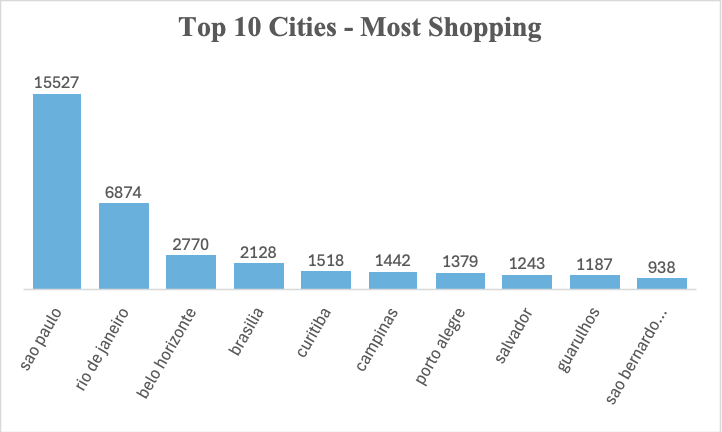 Top 10 Cities - Most Shopping
15527
6874
2770
2128
1518
1442
1379
1243
1187
938
sao paulo
rio de janeiro
belo horizonte
brasilia
curitiba
campinas
porto alegre
salvador
guarulhos
sao bernardo...